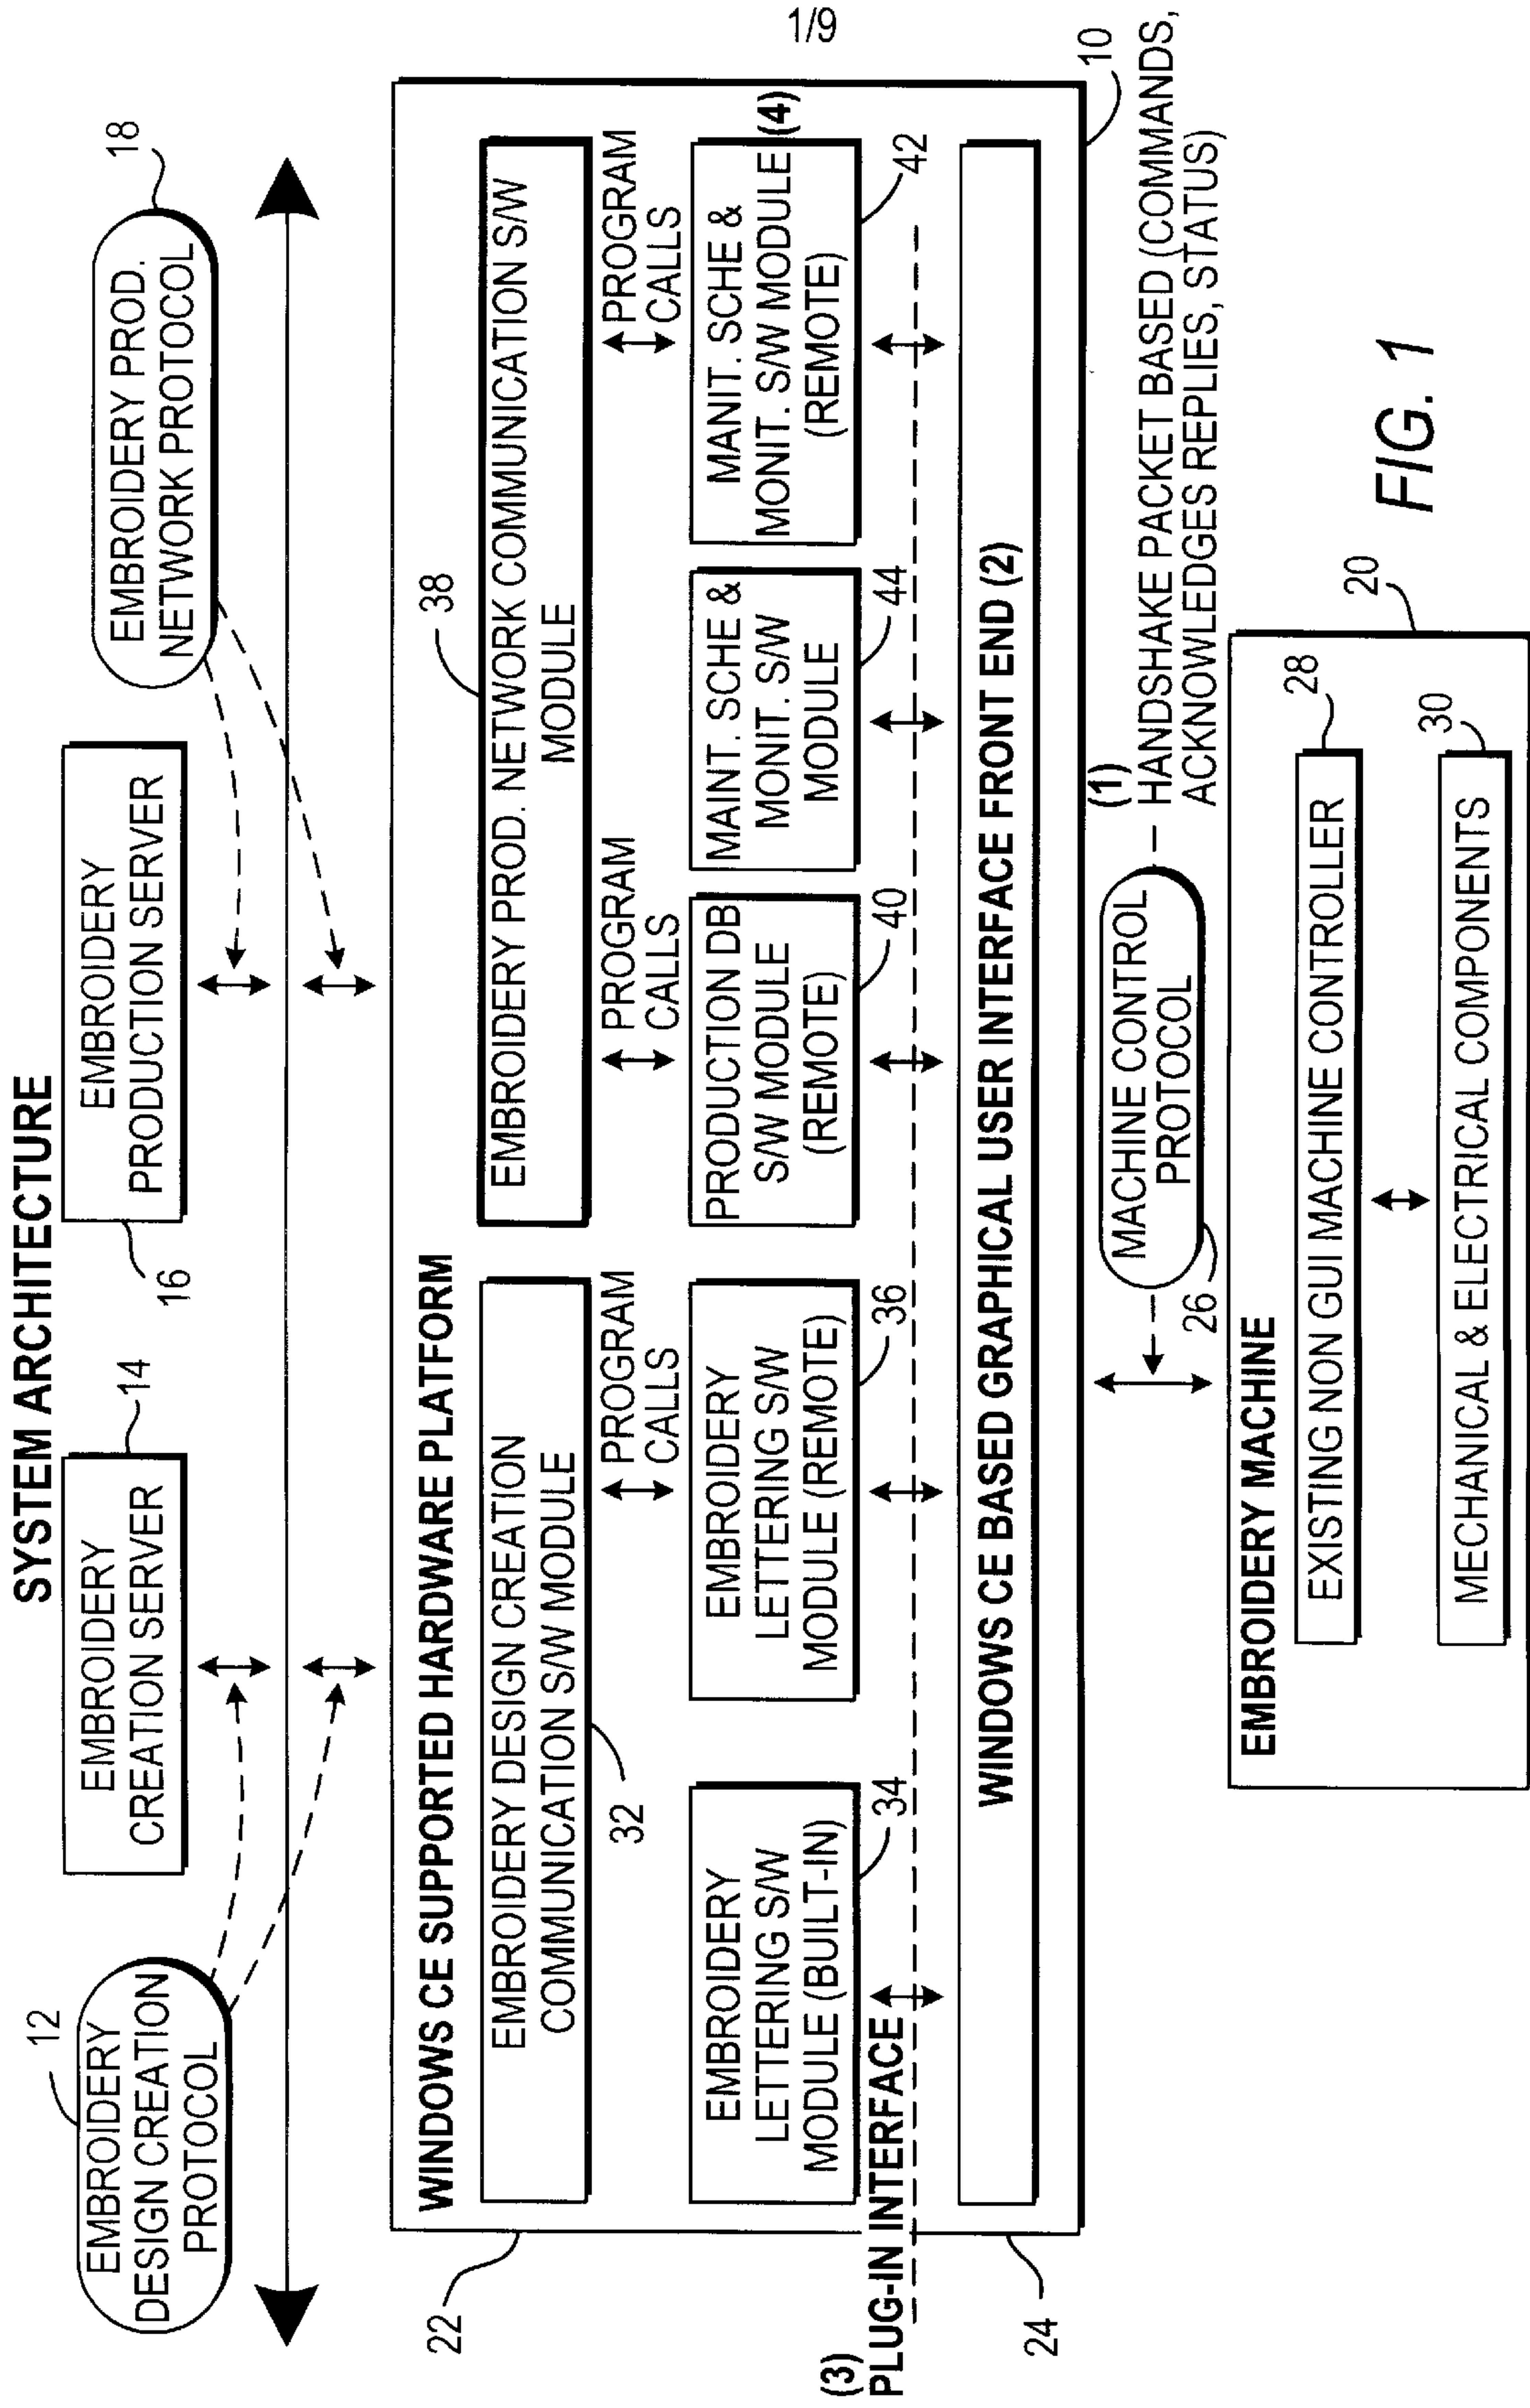 1/9
SYSTEM ARCHITECTURE
12
EMBROIDERY
DESIGN CREATION
PROTOCOL
EMBROIDERY
CREATION SERVER
14
EMBROIDERY
PRODUCTION SERVER
16
EMBROIDERY PROD.
NETWORK PROTOCOL
18
WINDOWS CE SUPPORTED HARDWARE PLATFORM
22
EMBROIDERY DESIGN CREATION
COMMUNICATION S/W MODULE
32
38
EMBROIDERY PROD. NETWORK COMMUNICATION S/W
MODULE
PROGRAM
CALLS
PROGRAM
CALLS
PROGRAM
CALLS
EMBROIDERY
LETTERING S/W
MODULE (BUILT-IN)
34
EMBROIDERY
LETTERING S/W
MODULE (REMOTE)
36
PRODUCTION DB
S/W MODULE
(REMOTE)
40
MAINT. SCHE &
MONIT. S/W
MODULE
44
MANIT. SCHE &
MONIT. S/W MODULE
(REMOTE)
(4)
42
(3)
PLUG-IN INTERFACE
WINDOWS CE BASED GRAPHICAL USER INTERFACE FRONT END (2)
24
10
MACHINE CONTROL
PROTOCOL
26
(1)
HANDSHAKE PACKET BASED (COMMANDS,
ACKNOWLEDGES REPLIES, STATUS)
EMBROIDERY MACHINE
20
EXISTING NON GUI MACHINE CONTROLLER
28
MECHANICAL & ELECTRICAL COMPONENTS
30
FIG. 1